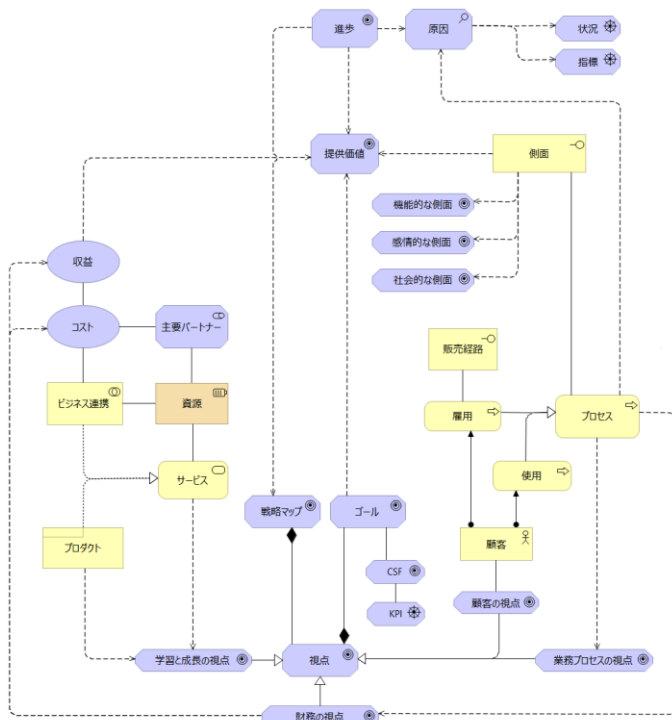 進歩
原因
状況
指標
提供価値
側面
機能的な側面
感情的な側面
社会的な側面
収益
コスト
主要パートナー
販売経路
ビジネス連携
資源
雇用
プロセス
サービス
使用
戦略マップ
ゴール
プロダクト
顧客
CSF
KPI
顧客の視点
学習と成長の視点
視点
業務プロセスの視点
財務の視点